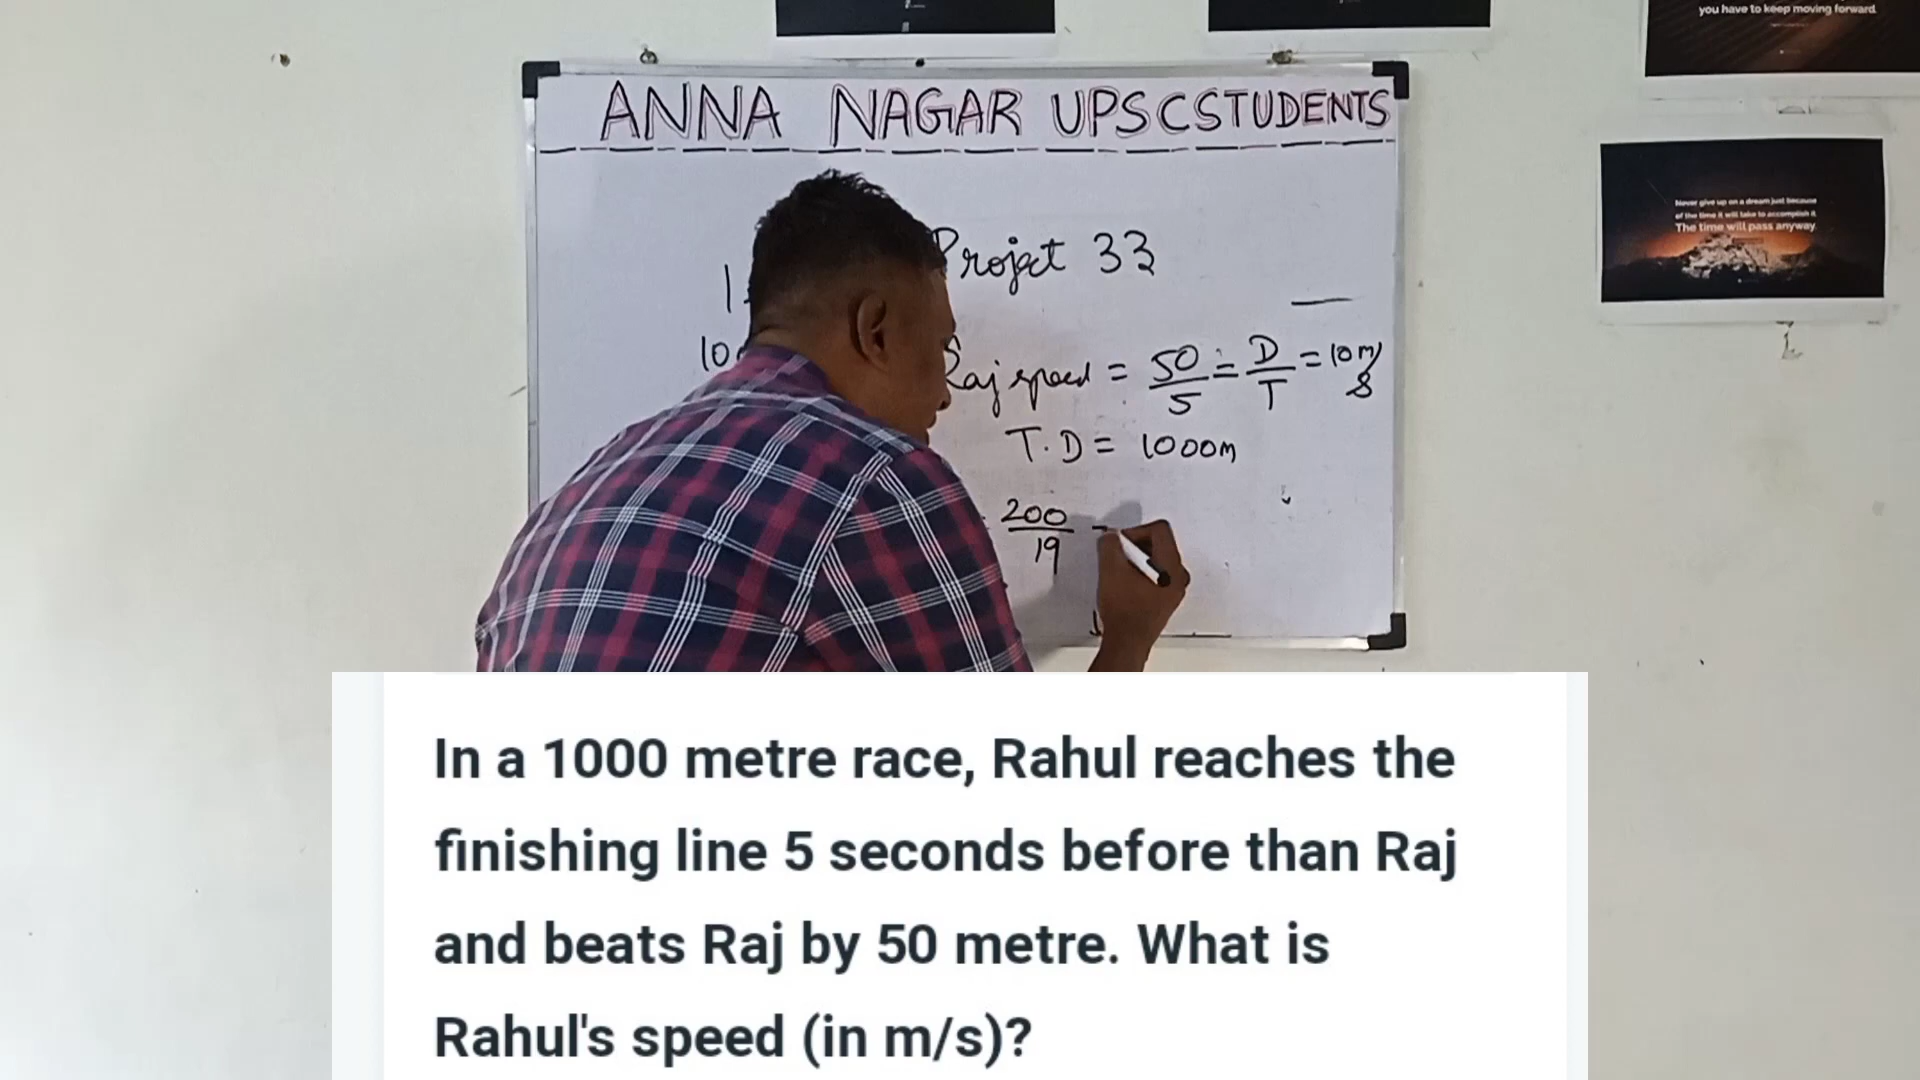 you have to keep moving forward.
ANNA NAGAR UPSCSTUDENTS
Never give up on a dream just because
of the time it will take to accomplish it.
The time will pass anyway.
Project 33
Raj speed = 50/5 = D/T = 10 m/s
T.D = 1000m
200/19
In a 1000 metre race, Rahul reaches the
finishing line 5 seconds before than Raj
and beats Raj by 50 metre. What is
Rahul's speed (in m/s)?